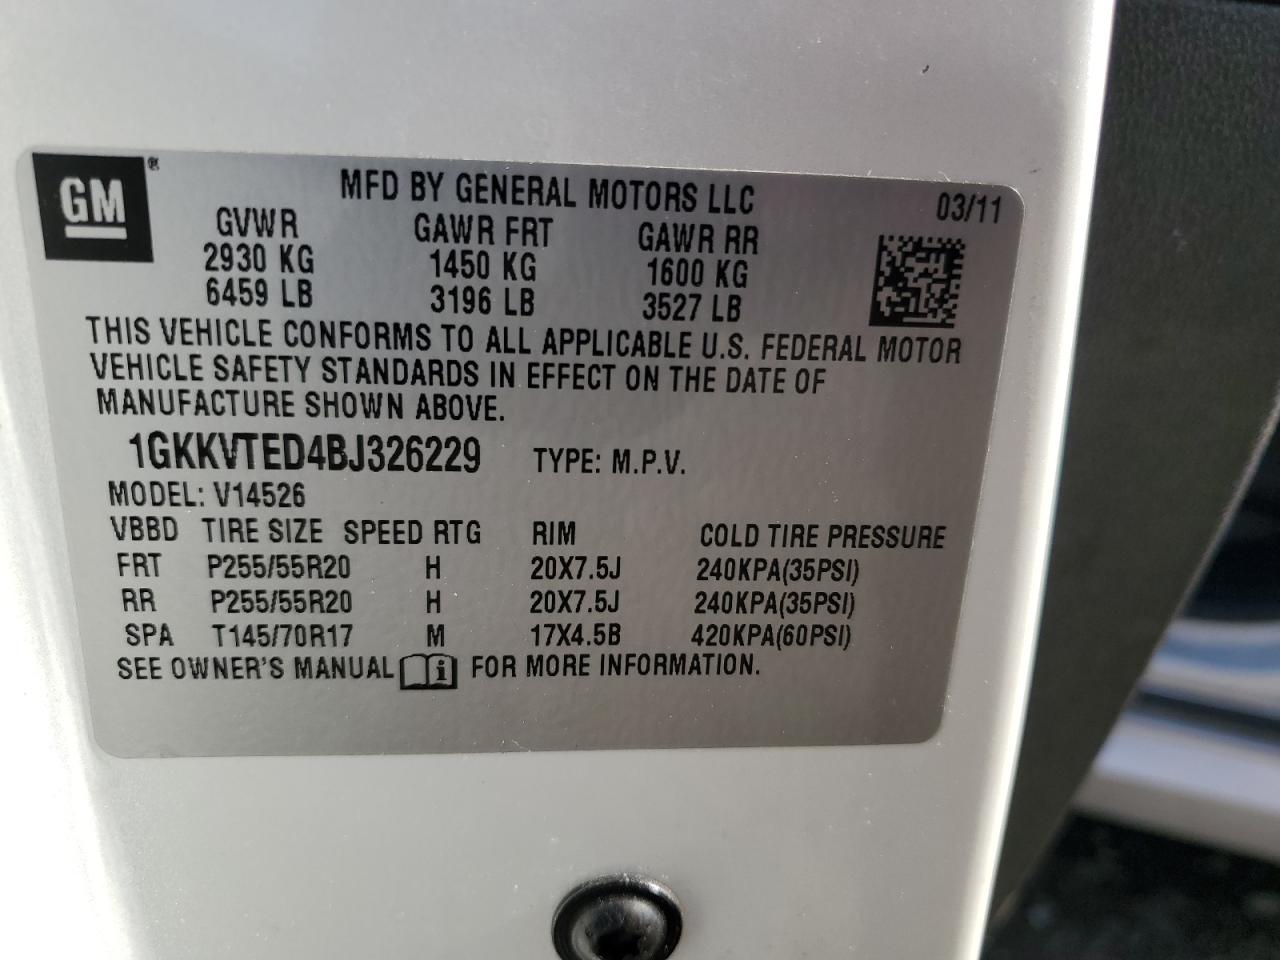 GM ®
MFD BY GENERAL MOTORS LLC 03/11
GVWR GAWR FRT GAWR RR
2930 KG 1450 KG 1600 KG
6459 LB 3196 LB 3527 LB
THIS VEHICLE CONFORMS TO ALL APPLICABLE U.S. FEDERAL MOTOR
VEHICLE SAFETY STANDARDS IN EFFECT ON THE DATE OF
MANUFACTURE SHOWN ABOVE.
1GKKVTED4BJ326229 TYPE: M.P.V.
MODEL: V14526
VBBD TIRE SIZE SPEED RTG RIM COLD TIRE PRESSURE
FRT P255/55R20 H 20X7.5J 240KPA(35PSI)
RR P255/55R20 H 20X7.5J 240KPA(35PSI)
SPA T145/70R17 M 17X4.5B 420KPA(60PSI)
SEE OWNER'S MANUAL i FOR MORE INFORMATION.